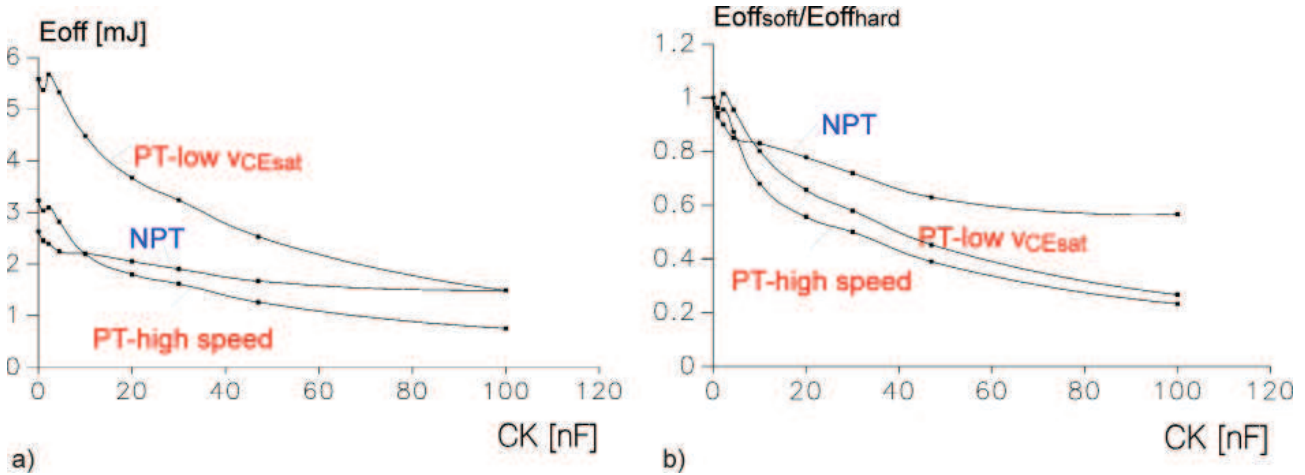 Eoff [mJ]
6
5
4
3
2
1
0
PT-low vCEsat
NPT
PT-high speed
0 20 40 60 80 100 120
CK [nF]
a)
Eoffsoft/Eoffhard
1.2
1
0.8
0.6
0.4
0.2
0
NPT
PT-low vCEsat
PT-high speed
0 20 40 60 80 100 120
CK [nF]
b)